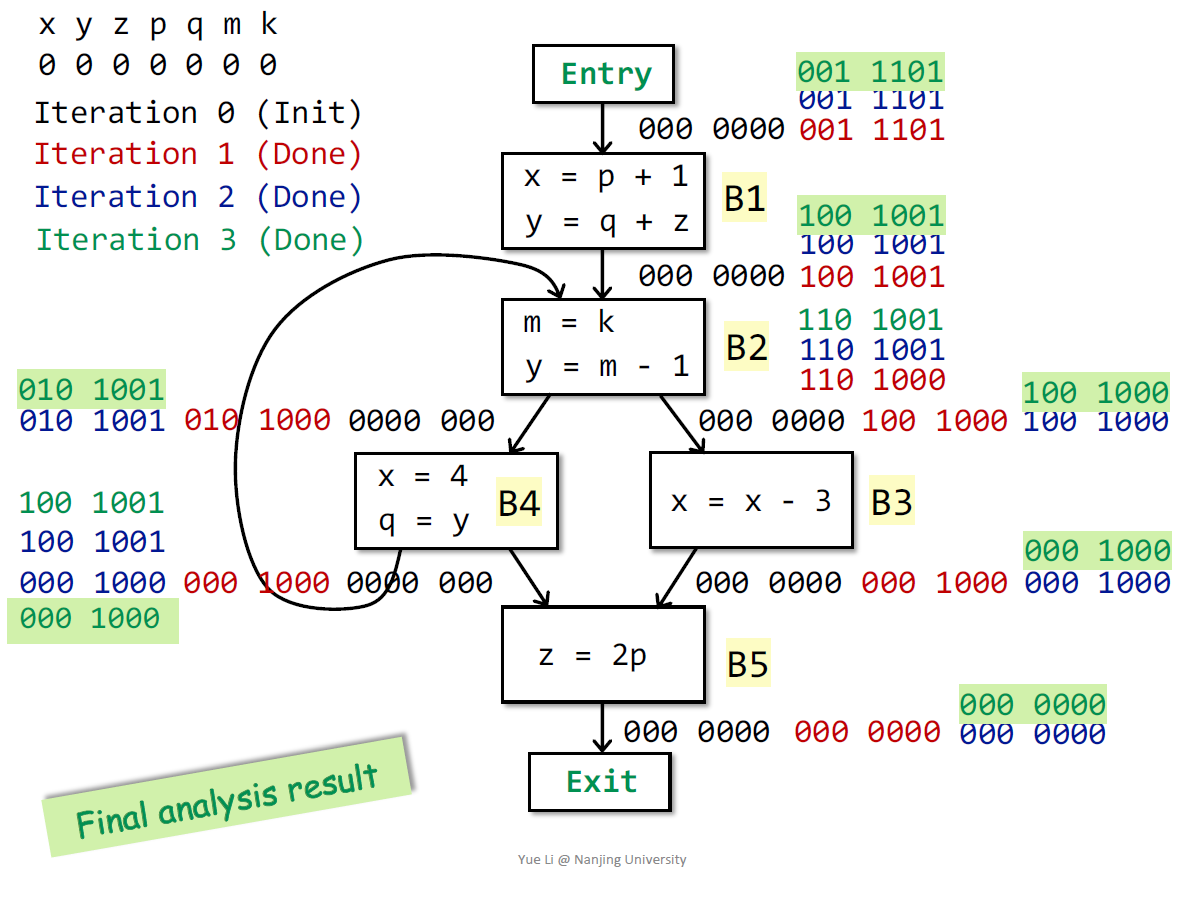 x y z p q m k
0 0 0 0 0 0 0
Iteration 0 (Init)
Iteration 1 (Done)
Iteration 2 (Done)
Iteration 3 (Done)
Entry
001 1101
001 1101
000 0000 001 1101
x = p + 1
y = q + z
B1
100 1001
100 1001
000 0000 100 1001
m = k
y = m - 1
B2
110 1001
110 1001
110 1000
010 1001
010 1001 010 1000 0000 000
100 1000
000 0000 100 1000 100 1000
x = 4
q = y
B4
x = x - 3
B3
100 1001
100 1001
000 1000 000 1000 0000 000
000 1000
000 1000
000 0000 000 1000 000 1000
z = 2p
B5
000 0000
000 0000 000 0000 000 0000
Exit
Final analysis result
Yue Li @ Nanjing University